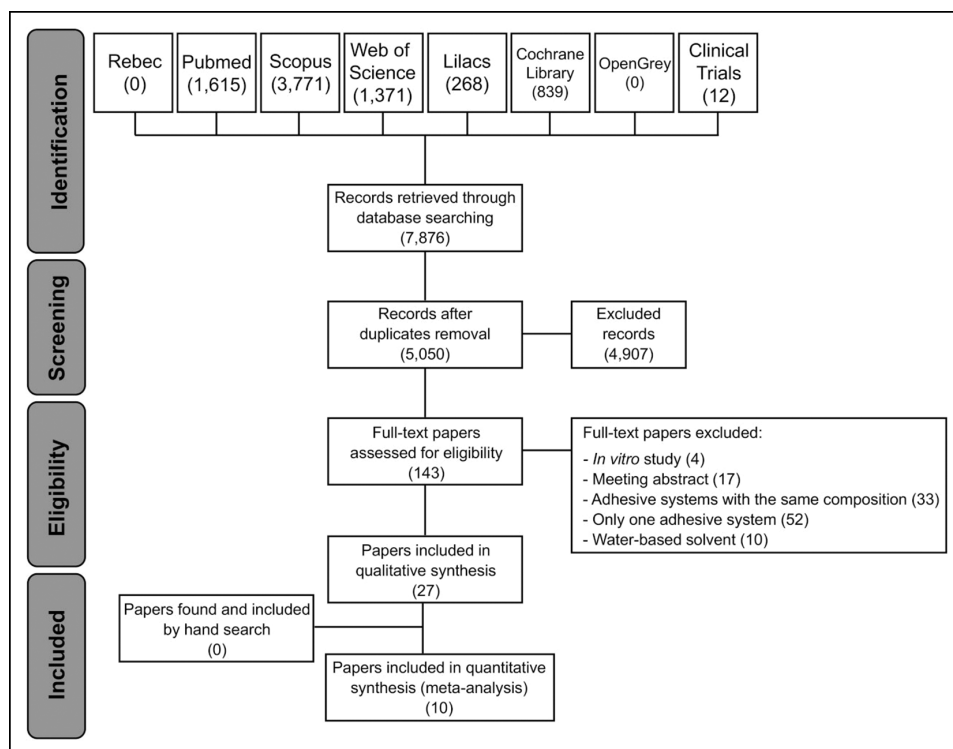 Identification
Rebec
(0)
Pubmed
(1,615)
Scopus
(3,771)
Web of
Science
(1,371)
Lilacs
(268)
Cochrane
Library
(839)
OpenGrey
(0)
Clinical
Trials
(12)
Records retrieved through
database searching
(7,876)
Screening
Records after
duplicates removal
(5,050)
Excluded
records
(4,907)
Eligibility
Full-text papers
assessed for eligibility
(143)
Full-text papers excluded:
- In vitro study (4)
- Meeting abstract (17)
- Adhesive systems with the same composition (33)
- Only one adhesive system (52)
- Water-based solvent (10)
Papers included in
qualitative synthesis
(27)
Included
Papers found and included
by hand search
(0)
Papers included in quantitative
synthesis (meta-analysis)
(10)